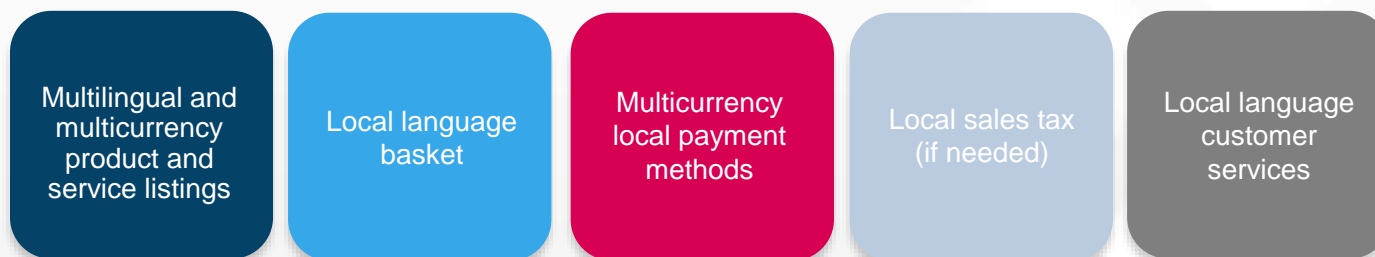 Multilingual and
multicurrency
product and
service listings
Local language
basket
Multicurrency
local payment
methods
Local sales tax
(if needed)
Local language
customer
services